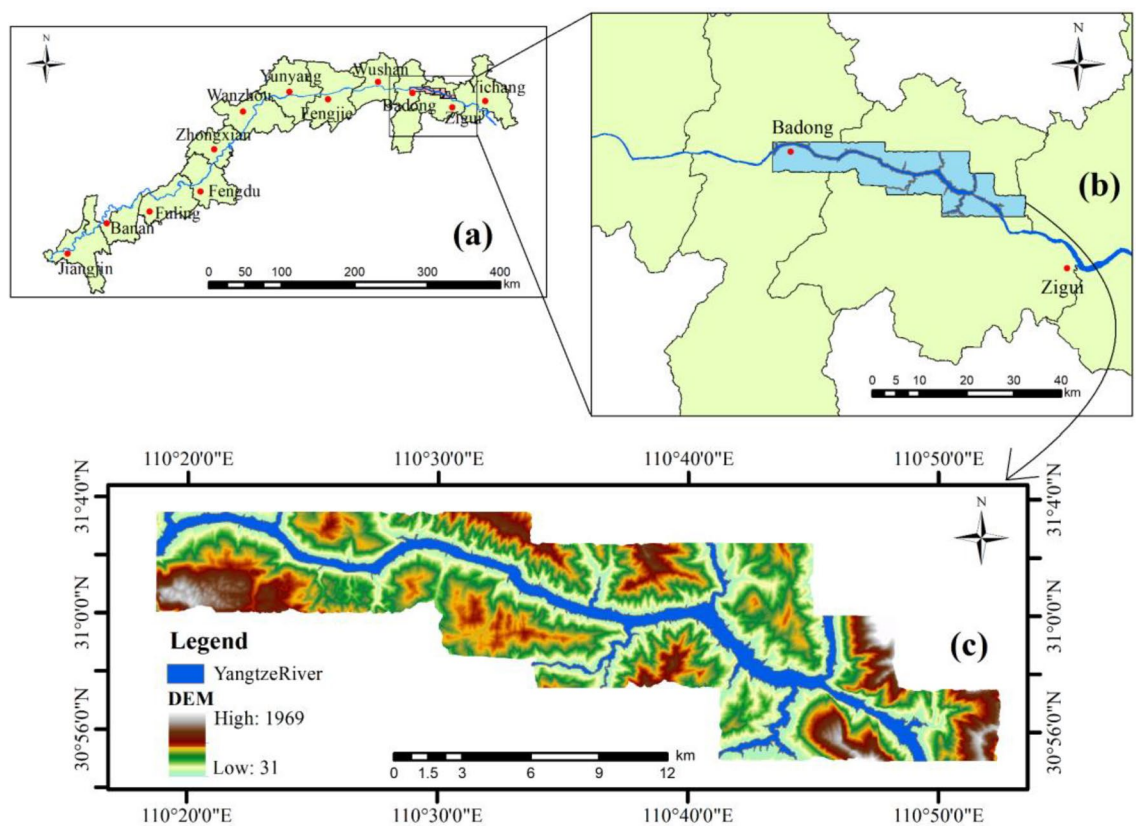 N
Wushan
Yunyang
Yichang
Wanzhou
Badong
Fengjie
Zigui
Zhongxian
Fengdu
Fuling
Banan
Jiangjin
(a)
0 50 100 200 300 400
km
N
Badong
(b)
Zigui
0 5 10 20 30 40
km
110°20'0"E 110°30'0"E 110°40'0"E 110°50'0"E
31°4'0"N
31°0'0"N
30°56'0"N
N
31°4'0"N
31°0'0"N
30°56'0"N
(c)
Legend
YangtzeRiver
DEM
High: 1969
Low: 31
km
0 1.5 3 6 9 12
110°20'0"E 110°30'0"E 110°40'0"E 110°50'0"E